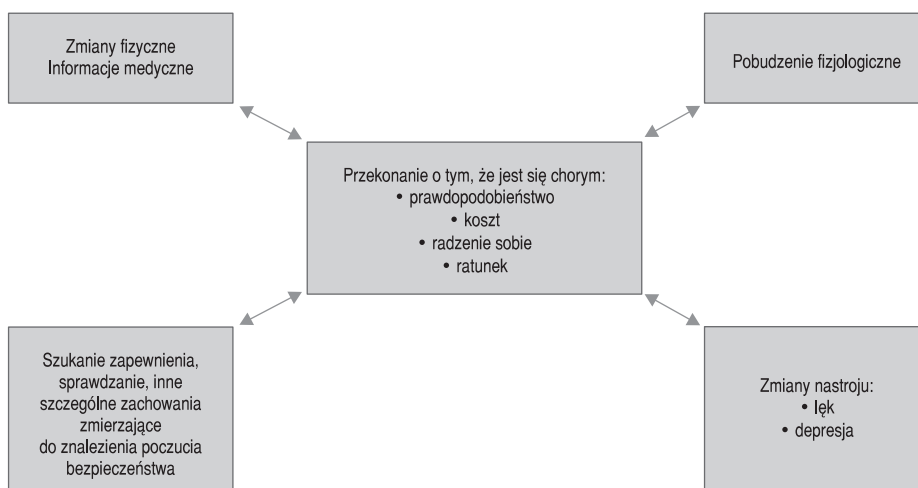 Zmiany fizyczne
Informacje medyczne
Pobudzenie fizjologiczne
Przekonanie o tym, że jest się chorym:
• prawdopodobieństwo
• koszt
• radzenie sobie
• ratunek
Szukanie zapewnienia,
sprawdzanie, inne
szczególne zachowania
zmierzające
do znalezienia poczucia
bezpieczeństwa
Zmiany nastroju:
• lęk
• depresja